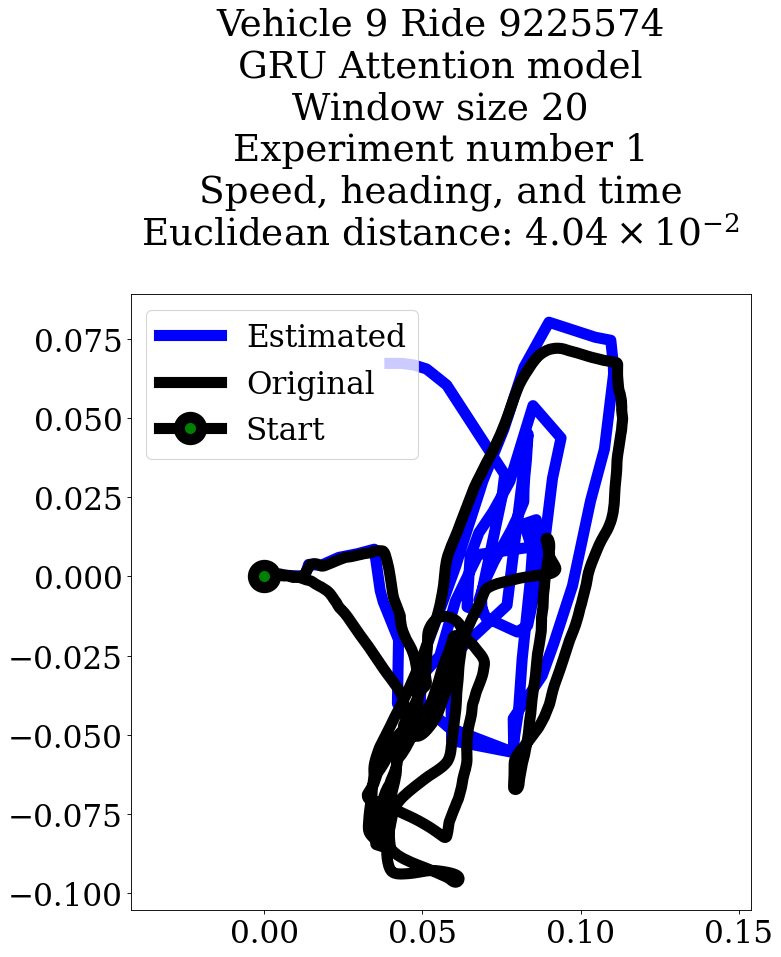 Vehicle 9 Ride 9225574
GRU Attention model
Window size 20
Experiment number 1
Speed, heading, and time
Euclidean distance: 4.04 × 10⁻²
Estimated
Original
Start
0.075
0.050
0.025
0.000
−0.025
−0.050
−0.075
−0.100
0.00 0.05 0.10 0.15